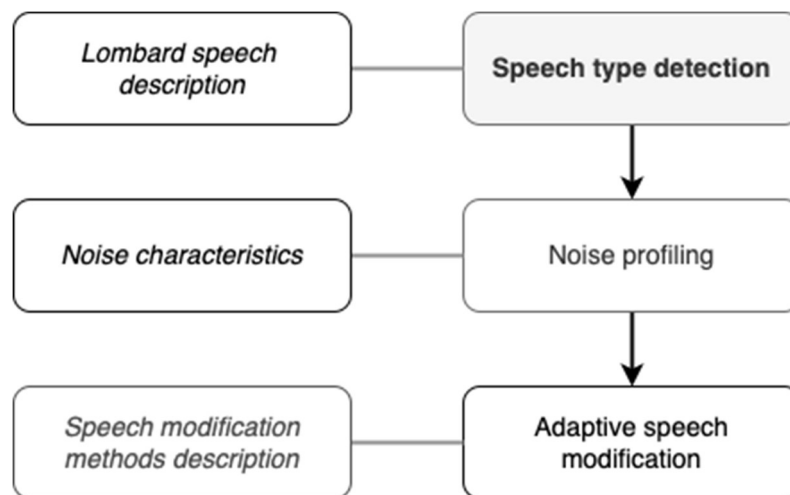 Lombard speech
description
Speech type detection
Noise characteristics
Noise profiling
Speech modification
methods description
Adaptive speech
modification